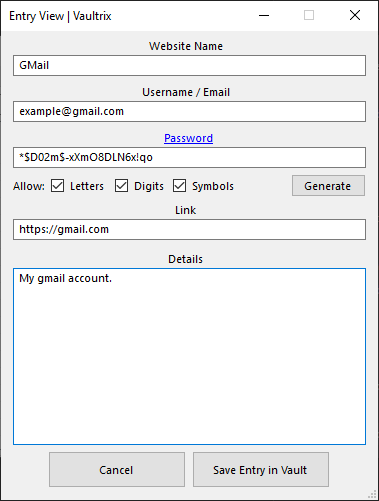 Entry View | Vaultrix
Website Name
GMail
Username / Email
example@gmail.com
Password
*$D02m$-xXmO8DLN6x!qo
Allow: Letters Digits Symbols Generate
Link
https://gmail.com
Details
My gmail account.
Cancel Save Entry in Vault